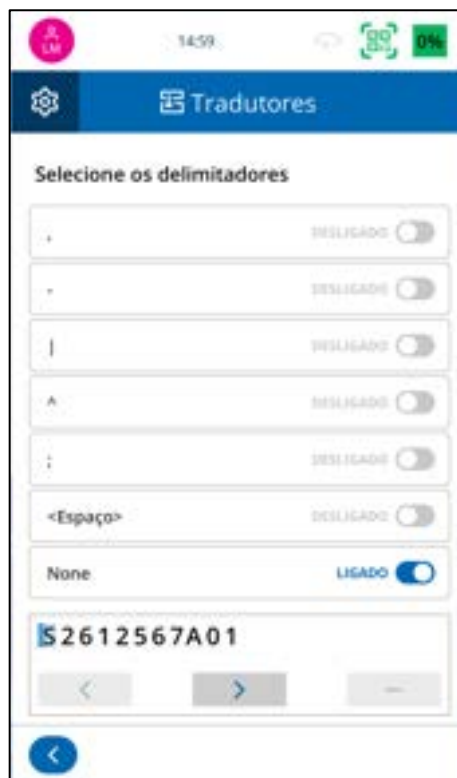 LM 14:59 0%
Tradutores
Selecione os delimitadores
, DESLIGADO
- DESLIGADO
| DESLIGADO
^ DESLIGADO
; DESLIGADO
<Espaço> DESLIGADO
None LIGADO
S2612567A01